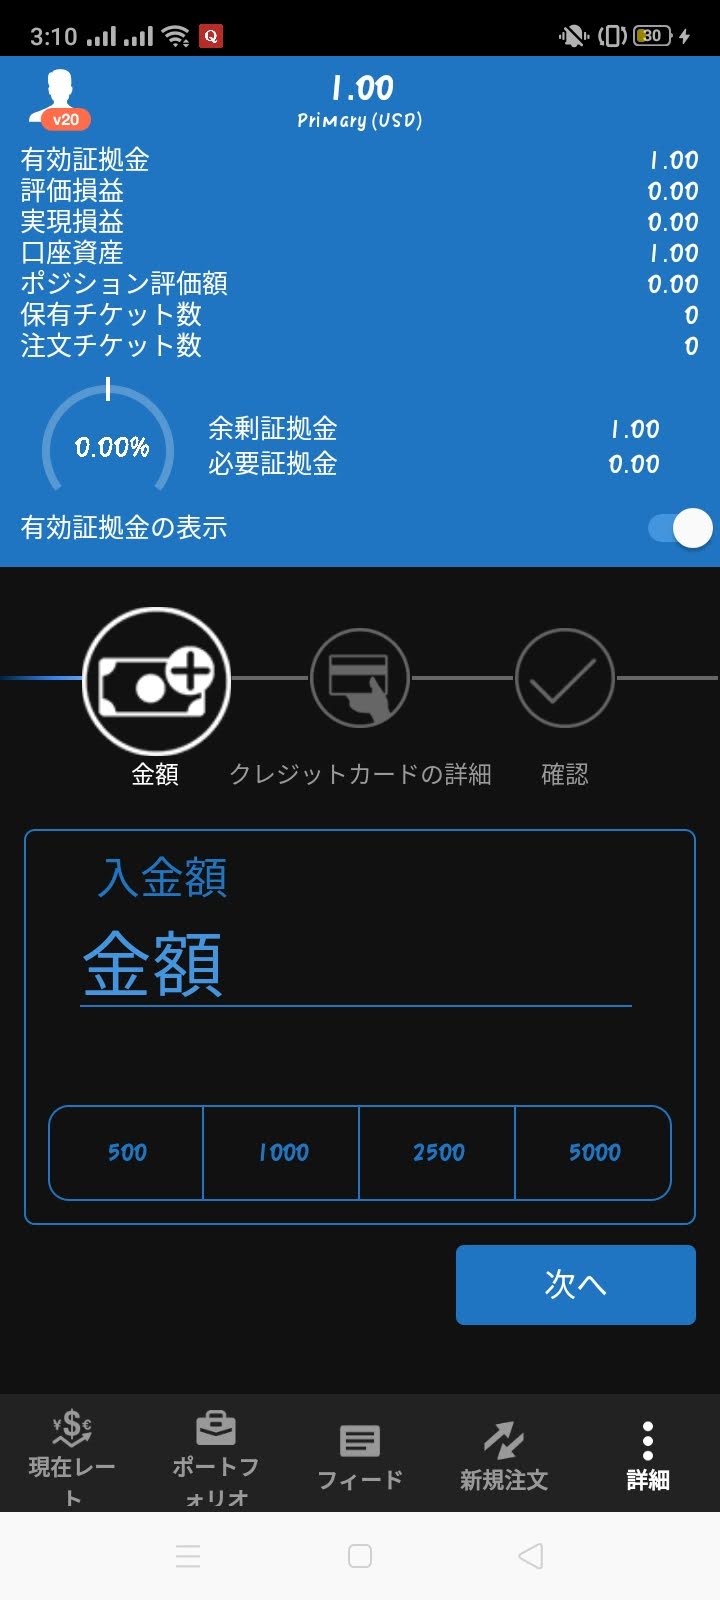 3:10
Q
30
v20
1.00
Primary (USD)
有効証拠金 1.00
評価損益 0.00
実現損益 0.00
口座資産 1.00
ポジション評価額 0.00
保有チケット数 0
注文チケット数 0
0.00%
余剰証拠金 1.00
必要証拠金 0.00
有効証拠金の表示
金額 クレジットカードの詳細 確認
入金額
金額
500 1000 2500 5000
次へ
¥$€
現在レート ポートフォリオ フィード 新規注文 詳細